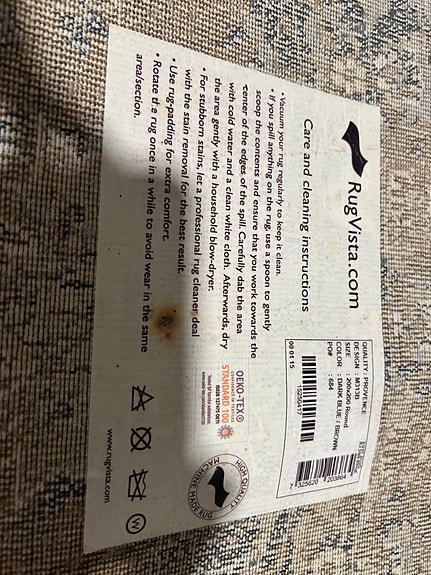 RugVista.com
Care and cleaning instructions
• Vacuum your rug regularly to keep it clean.
• If you spill anything on the rug, use a spoon to gently
scoop the contents and ensure that you work towards the
center of the edges of the spill. Carefully dab the area
with cold water and a clean white cloth. Afterwards, dry
the area gently with a household blow-dryer.
• For stubborn stains, let a professional rug cleaner deal
with the stain removal for the best result.
• Use rug-padding for extra comfort.
• Rotate the rug once in a while to avoid wear in the same
area/section.
QUALITY : PROVENCE
DESIGN : M313B
SIZE : 200x200 Round
COLOR : DARK BLUE / BROWN
PO# : 684
00 01 15
15250417
7 325620 203864
OEKO-TEX®
STANDARD 100
HIGH QUALITY
MACHINE MADE RUG
W
www.rugvista.com